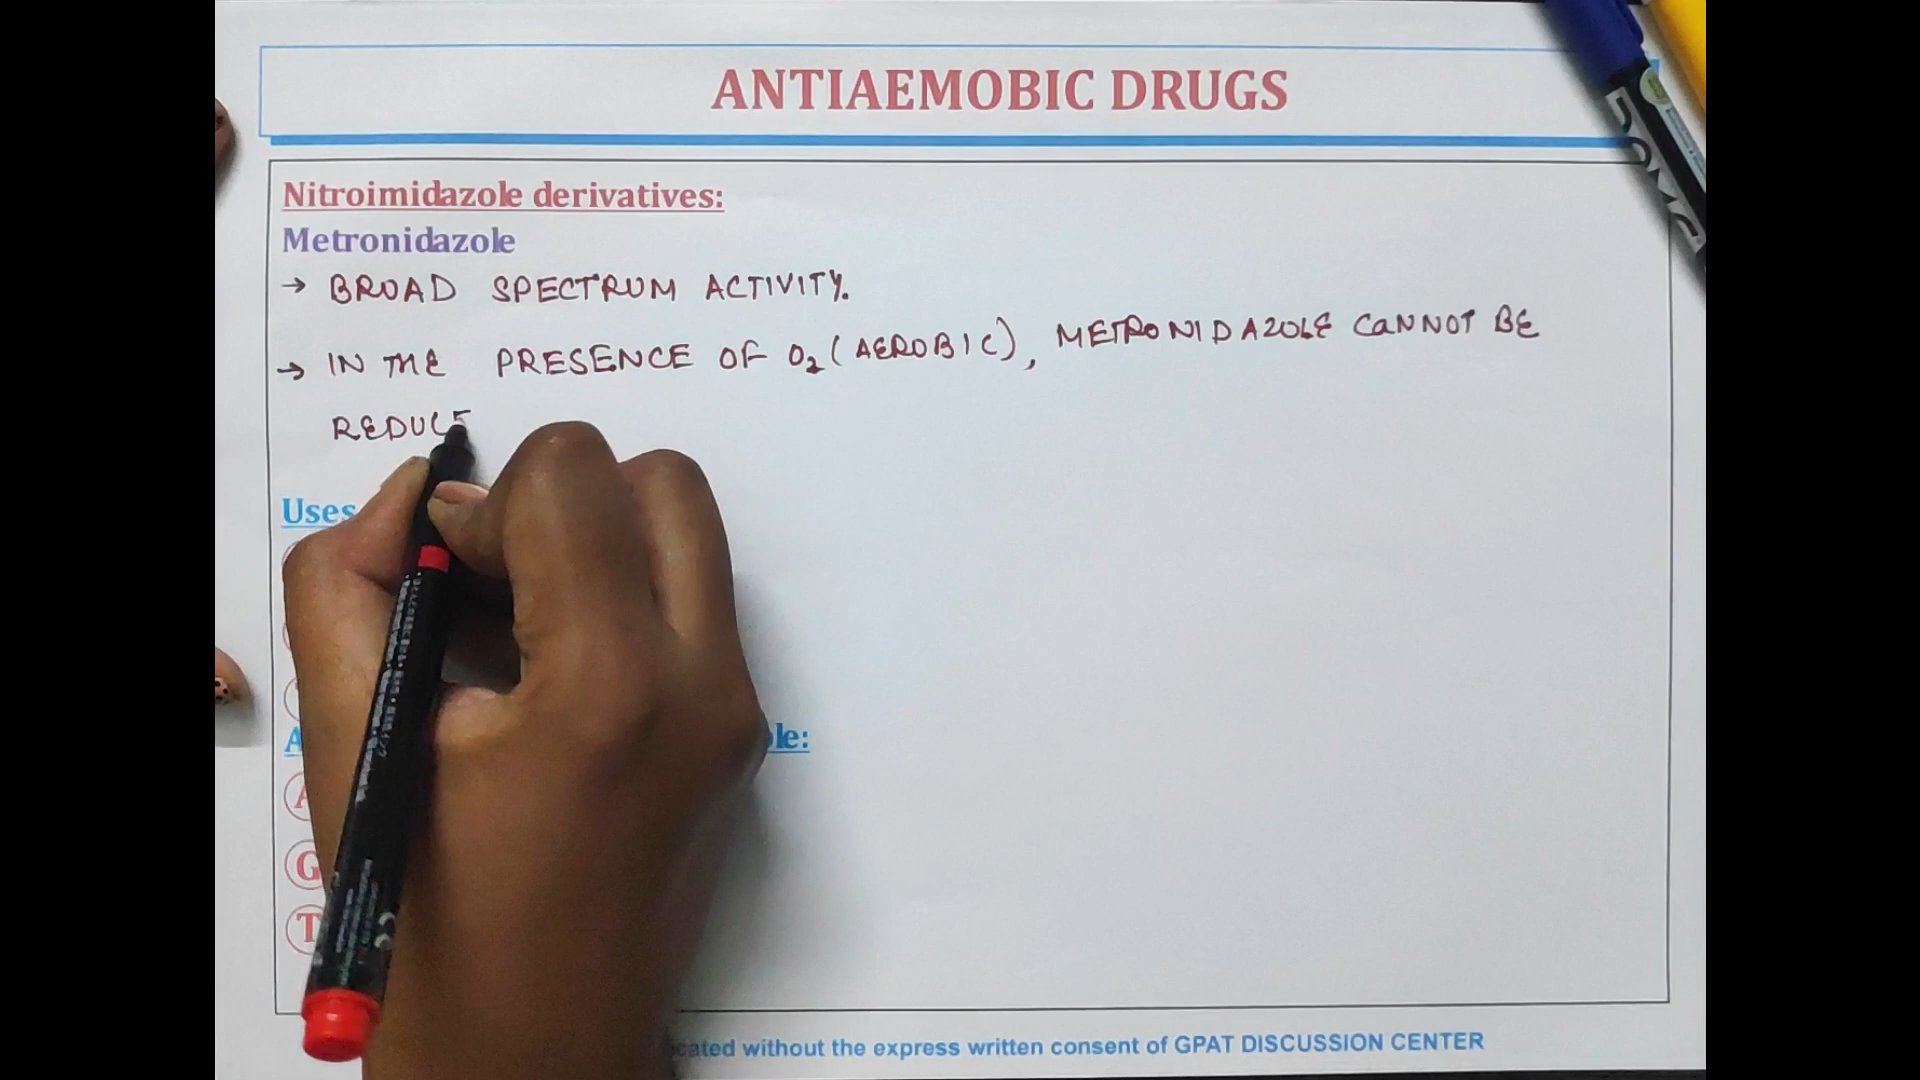 ANTIAEMOBIC DRUGS
Nitroimidazole derivatives:
Metronidazole
→ BROAD SPECTRUM ACTIVITY.
→ IN THE PRESENCE OF O₂ (AEROBIC), METRONIDAZOLE CANNOT BE
REDUCE
Uses
A le:
A
G
T
cated without the express written consent of GPAT DISCUSSION CENTER
DOMS